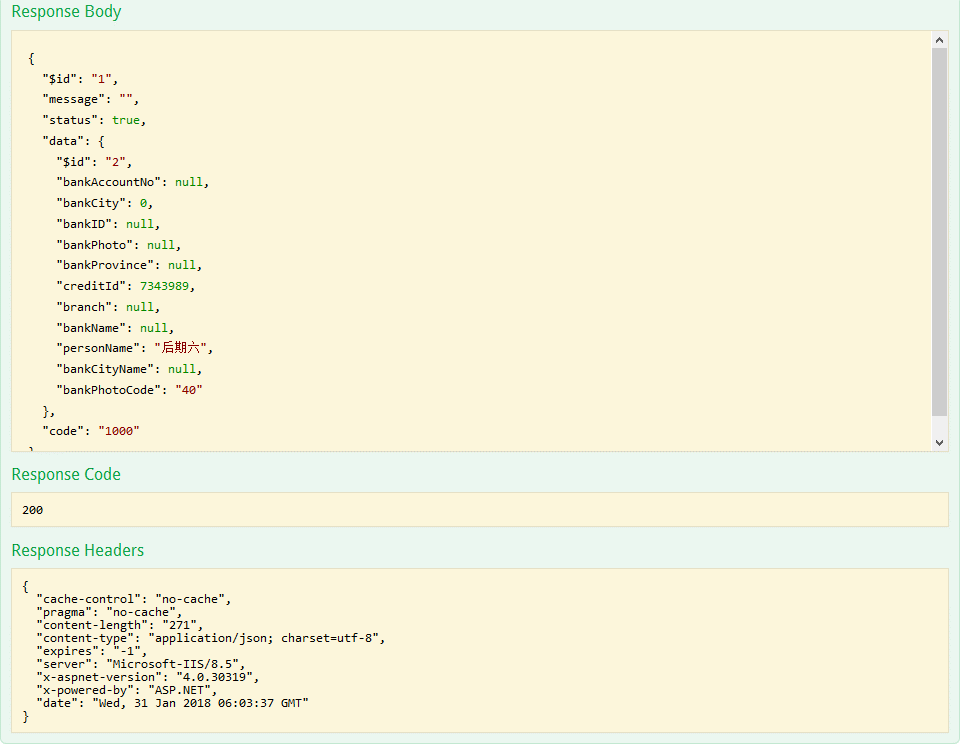 Response Body
{
"$id": "1",
"message": "",
"status": true,
"data": {
"$id": "2",
"bankAccountNo": null,
"bankCity": 0,
"bankID": null,
"bankPhoto": null,
"bankProvince": null,
"creditId": 7343989,
"branch": null,
"bankName": null,
"personName": "后期六",
"bankCityName": null,
"bankPhotoCode": "40"
},
"code": "1000"
}
Response Code
200
Response Headers
{
"cache-control": "no-cache",
"pragma": "no-cache",
"content-length": "271",
"content-type": "application/json; charset=utf-8",
"expires": "-1",
"server": "Microsoft-IIS/8.5",
"x-aspnet-version": "4.0.30319",
"x-powered-by": "ASP.NET",
"date": "Wed, 31 Jan 2018 06:03:37 GMT"
}